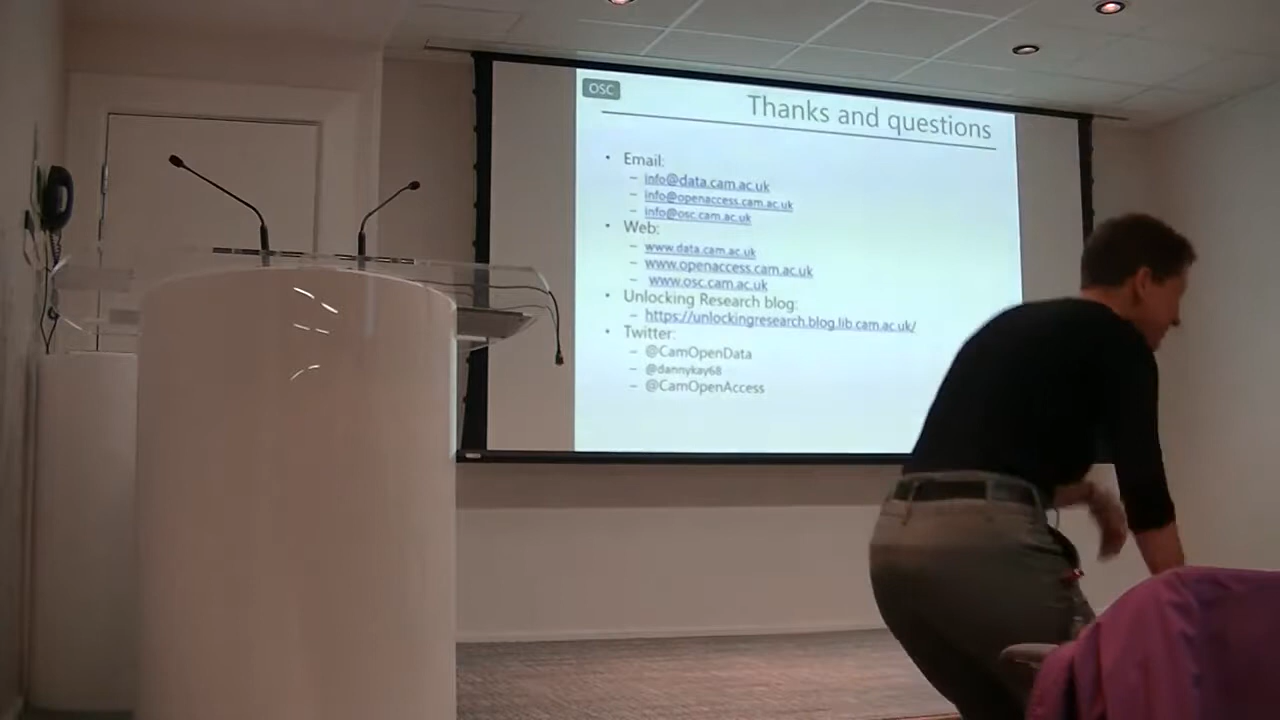 OSC
Thanks and questions
• Email:
– info@data.cam.ac.uk
– info@openaccess.cam.ac.uk
– info@osc.cam.ac.uk
• Web:
– www.data.cam.ac.uk
– www.openaccess.cam.ac.uk
– www.osc.cam.ac.uk
• Unlocking Research blog:
– https://unlockingresearch.blog.lib.cam.ac.uk/
• Twitter:
– @CamOpenData
– @dannykay68
– @CamOpenAccess